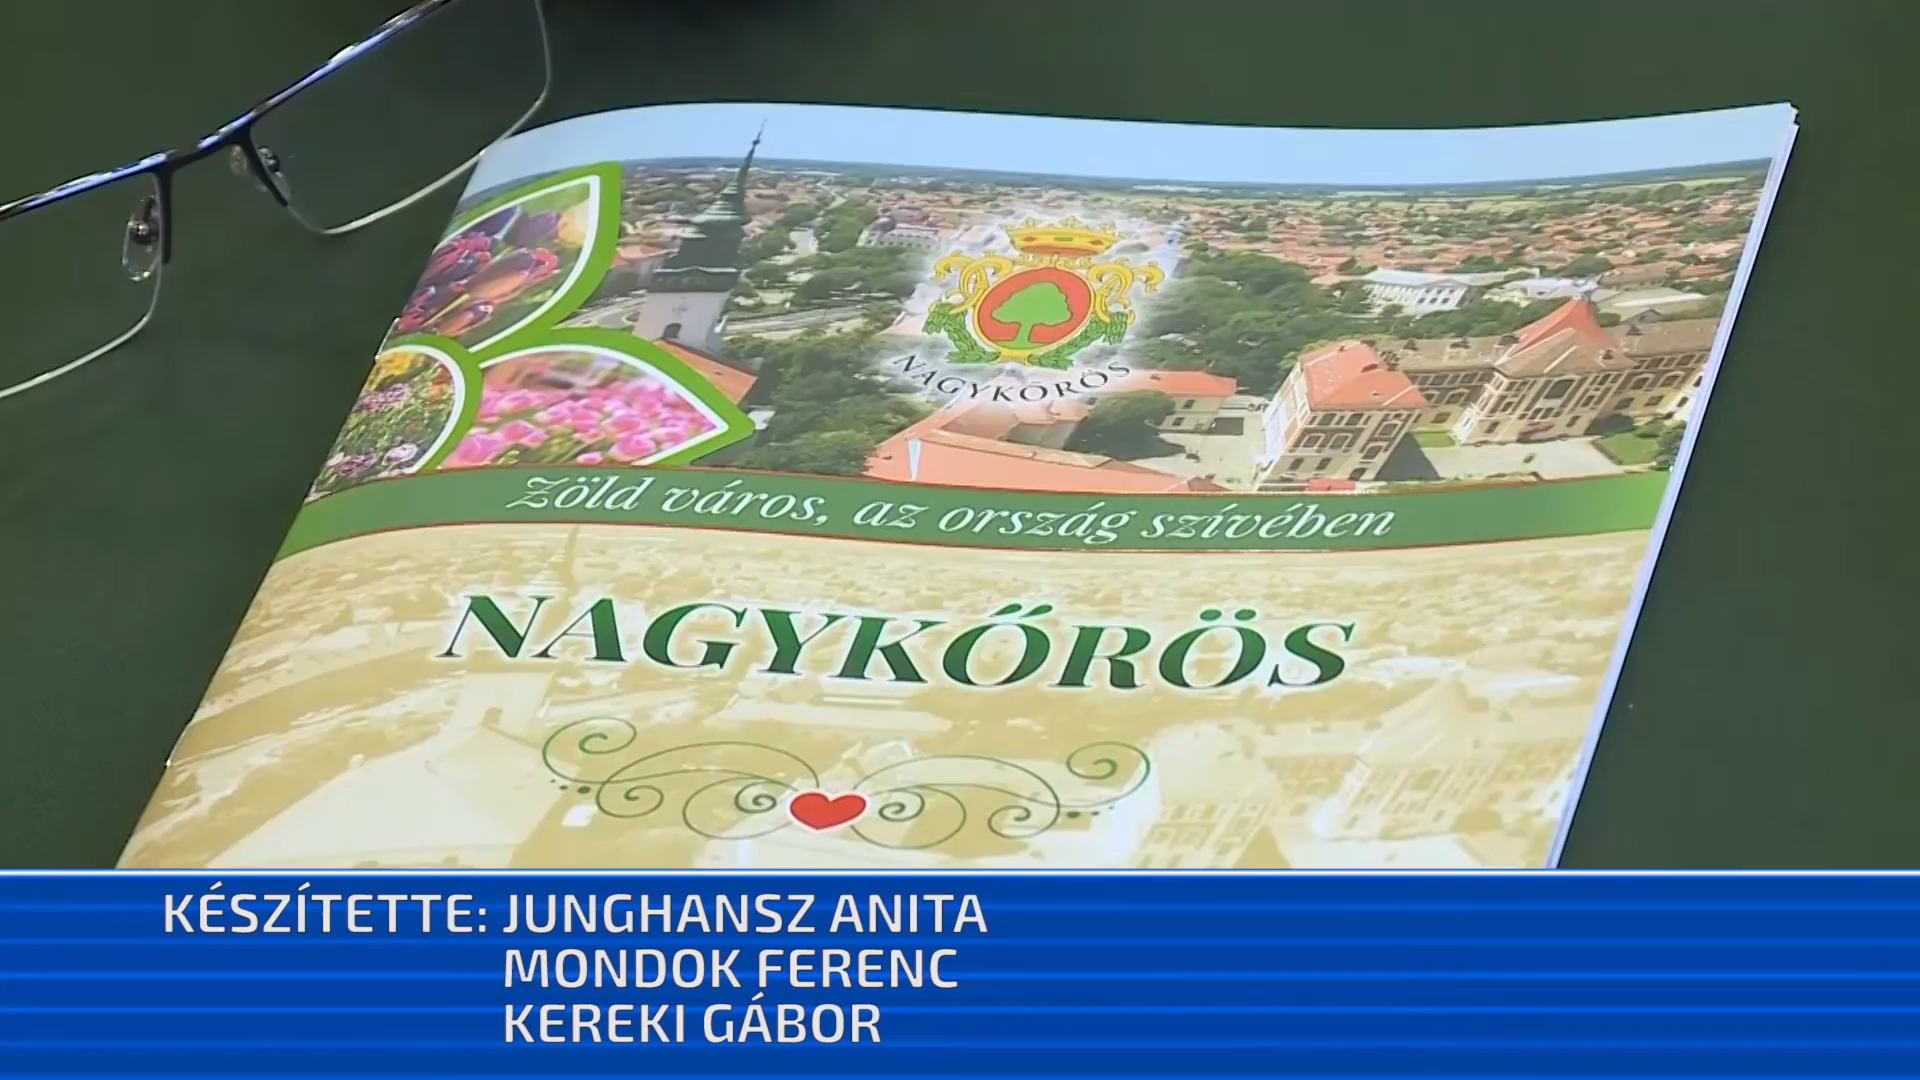 NAGYKŐRÖS
Zöld város, az ország szívében
NAGYKŐRÖS
KÉSZÍTETTE: JUNGHANSZ ANITA
MONDOK FERENC
KEREKI GÁBOR